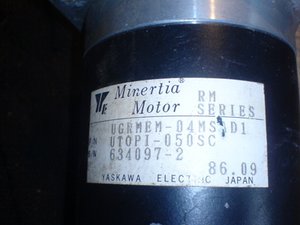 Minertia® RM
Motor SERIES
UGRMEM-04MS D1
UTOPI-050SC
634097-2
86.09
YASKAWA ELECTRIC JAPAN